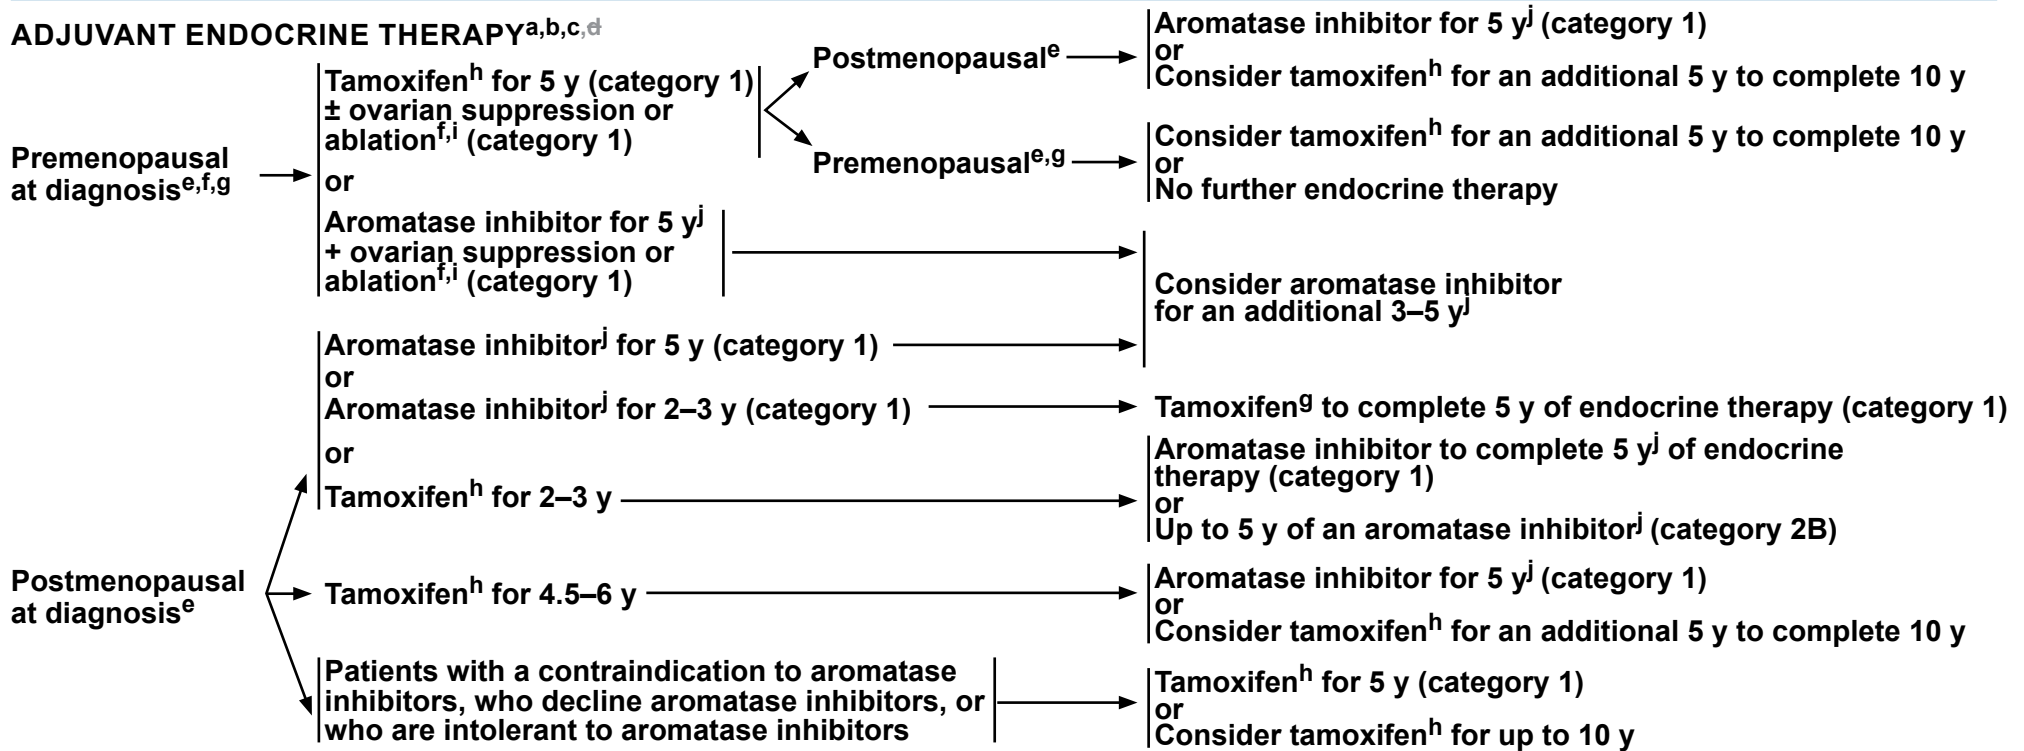 ADJUVANT ENDOCRINE THERAPYa,b,c,d
Premenopausal
at diagnosise,f,g
Tamoxifenh for 5 y (category 1)
± ovarian suppression or
ablationf,i (category 1)
or
Aromatase inhibitor for 5 yj
+ ovarian suppression or
ablationf,i (category 1)
Postmenopausale
Premenopausale,g
Aromatase inhibitor for 5 yj (category 1)
or
Consider tamoxifenh for an additional 5 y to complete 10 y
Consider tamoxifenh for an additional 5 y to complete 10 y
or
No further endocrine therapy
Consider aromatase inhibitor
for an additional 3–5 yj
Postmenopausal
at diagnosise
Aromatase inhibitorj for 5 y (category 1)
or
Aromatase inhibitorj for 2–3 y (category 1)
or
Tamoxifenh for 2–3 y
Tamoxifeng to complete 5 y of endocrine therapy (category 1)
Aromatase inhibitor to complete 5 yj of endocrine
therapy (category 1)
or
Up to 5 y of an aromatase inhibitorj (category 2B)
Tamoxifenh for 4.5–6 y
Aromatase inhibitor for 5 yj (category 1)
or
Consider tamoxifenh for an additional 5 y to complete 10 y
Patients with a contraindication to aromatase
inhibitors, who decline aromatase inhibitors, or
who are intolerant to aromatase inhibitors
Tamoxifenh for 5 y (category 1)
or
Consider tamoxifenh for up to 10 y